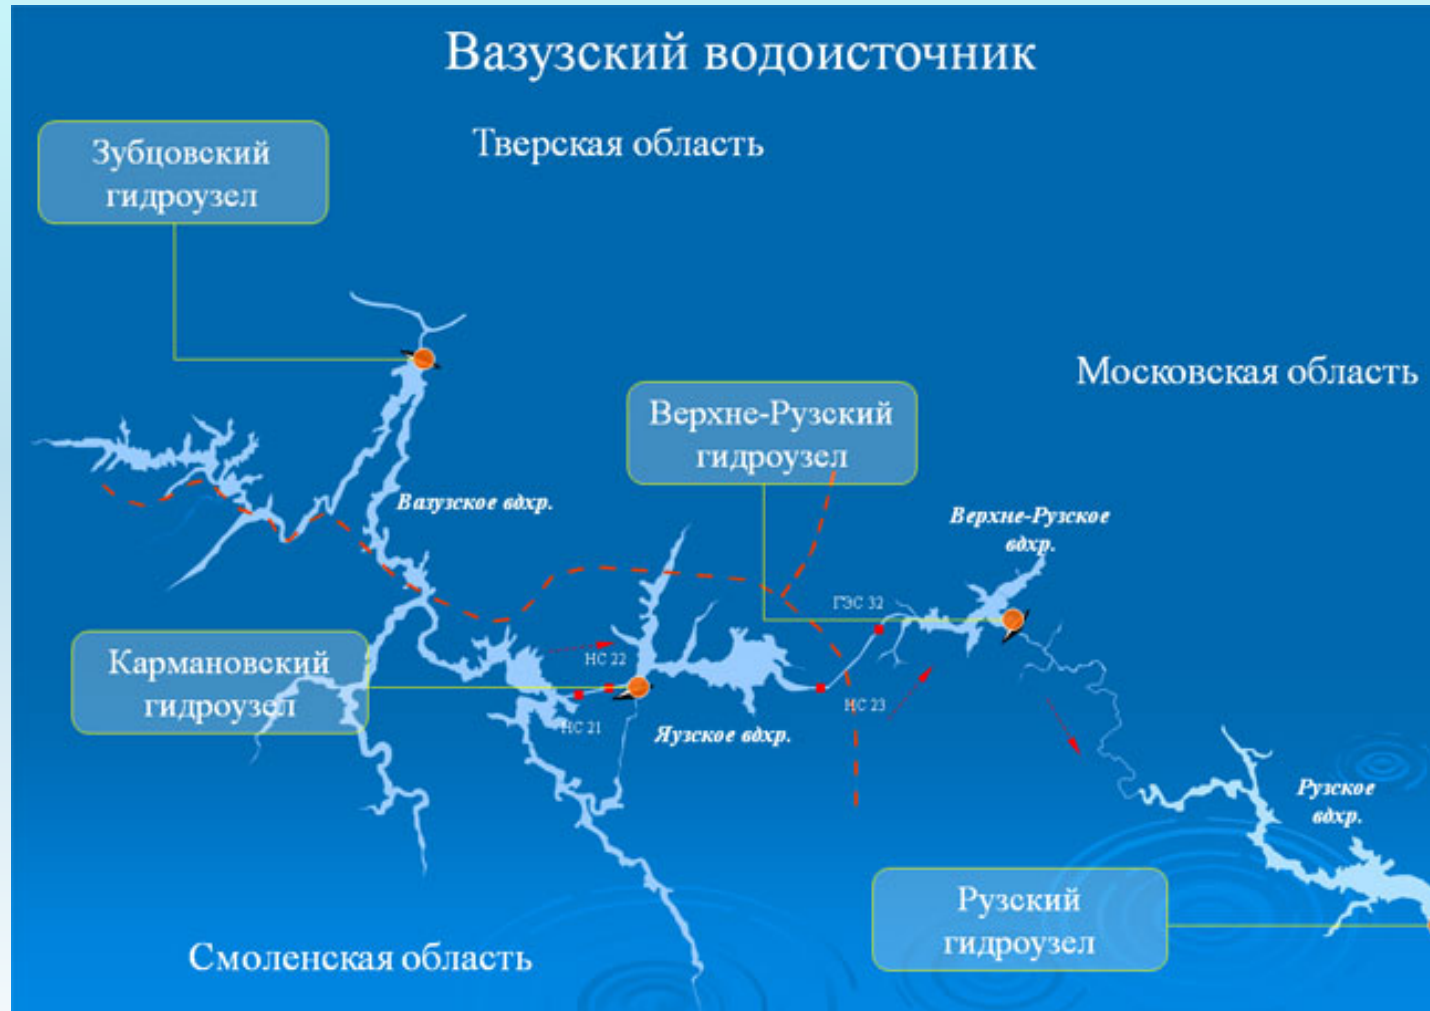 Вазузский водоисточник
Тверская область
Зубцовский
гидроузел
Московская область
Верхне-Рузский
гидроузел
Вазузское вдхр.
Верхне-Рузское
вдхр.
ГЭС 32
Кармановский
гидроузел
НС 22
НС 21
НС 23
Яузское вдхр.
Рузское
вдхр.
Рузский
гидроузел
Смоленская область